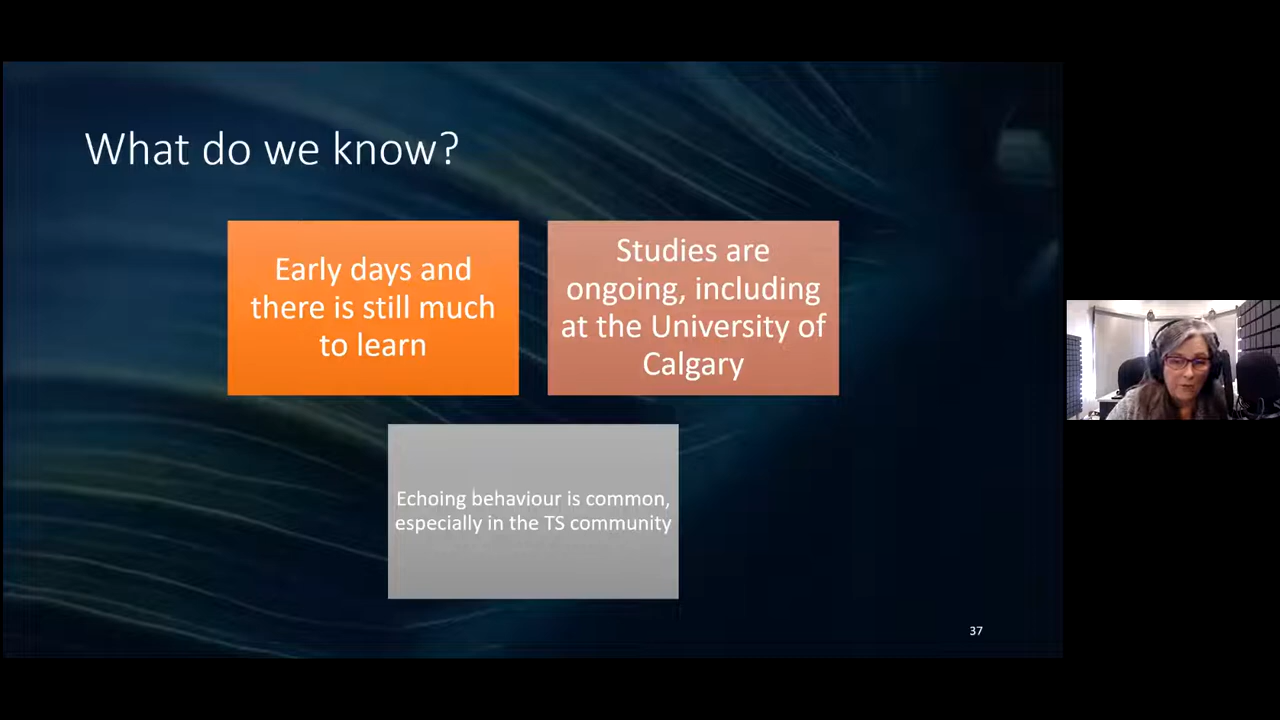 What do we know?
Early days and
there is still much
to learn
Studies are
ongoing, including
at the University of
Calgary
Echoing behaviour is common,
especially in the TS community
37